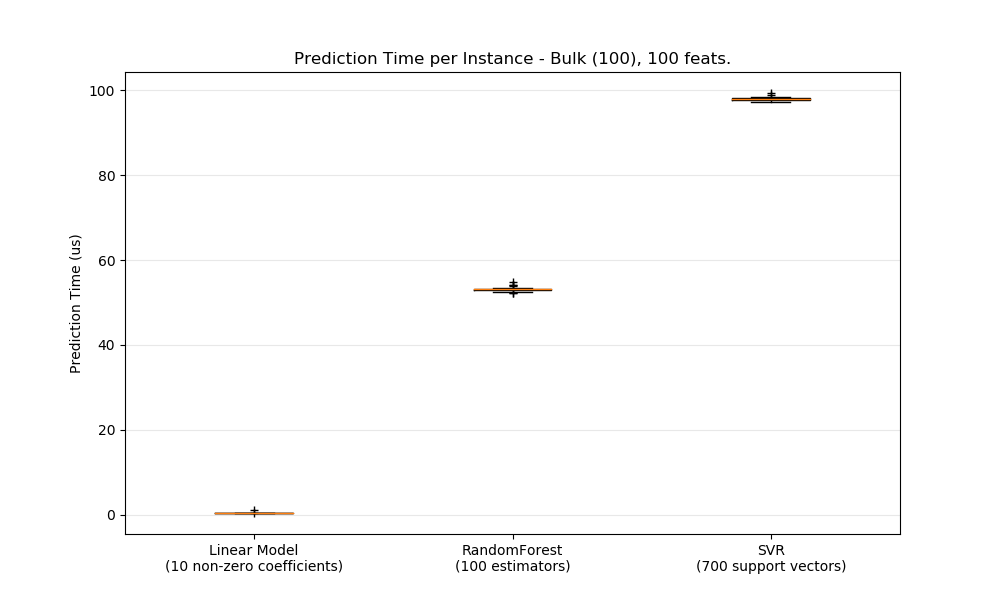 Prediction Time per Instance - Bulk (100), 100 feats.
100
80
60
40
20
0
Prediction Time (us)
Linear Model
(10 non-zero coefficients)
RandomForest
(100 estimators)
SVR
(700 support vectors)